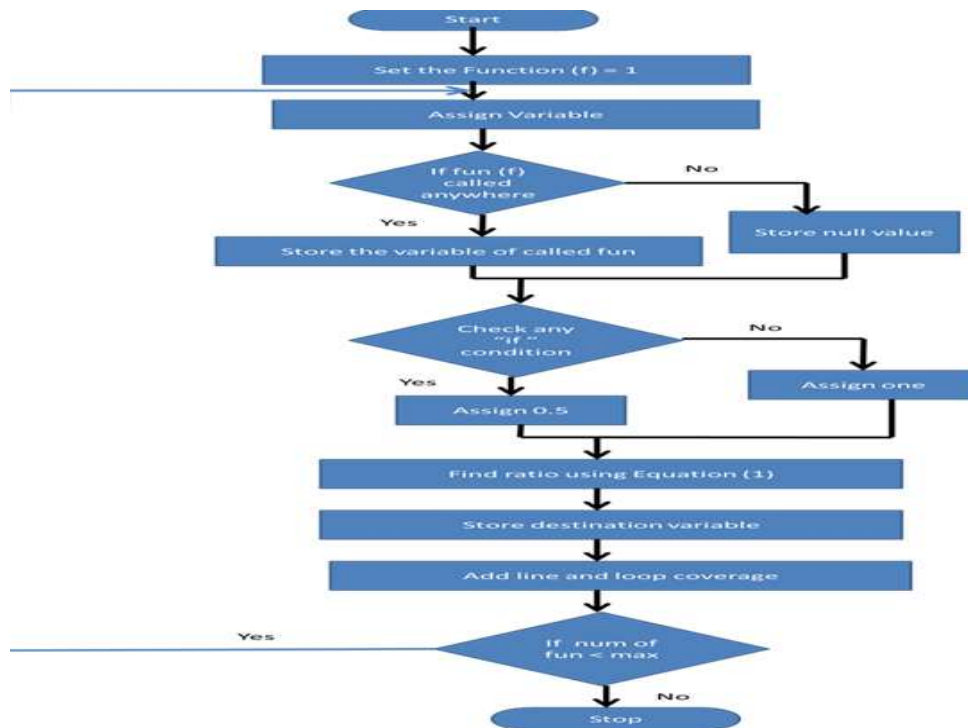 Start
Set the Function (f) = 1
Assign Variable
If fun (f)
called
anywhere
No
Yes
Store null value
Store the variable of called fun
Check any
“if”
condition
No
Yes
Assign one
Assign 0.5
Find ratio using Equation (1)
Store destination variable
Add line and loop coverage
If num of
fun < max
Yes
No
Stop